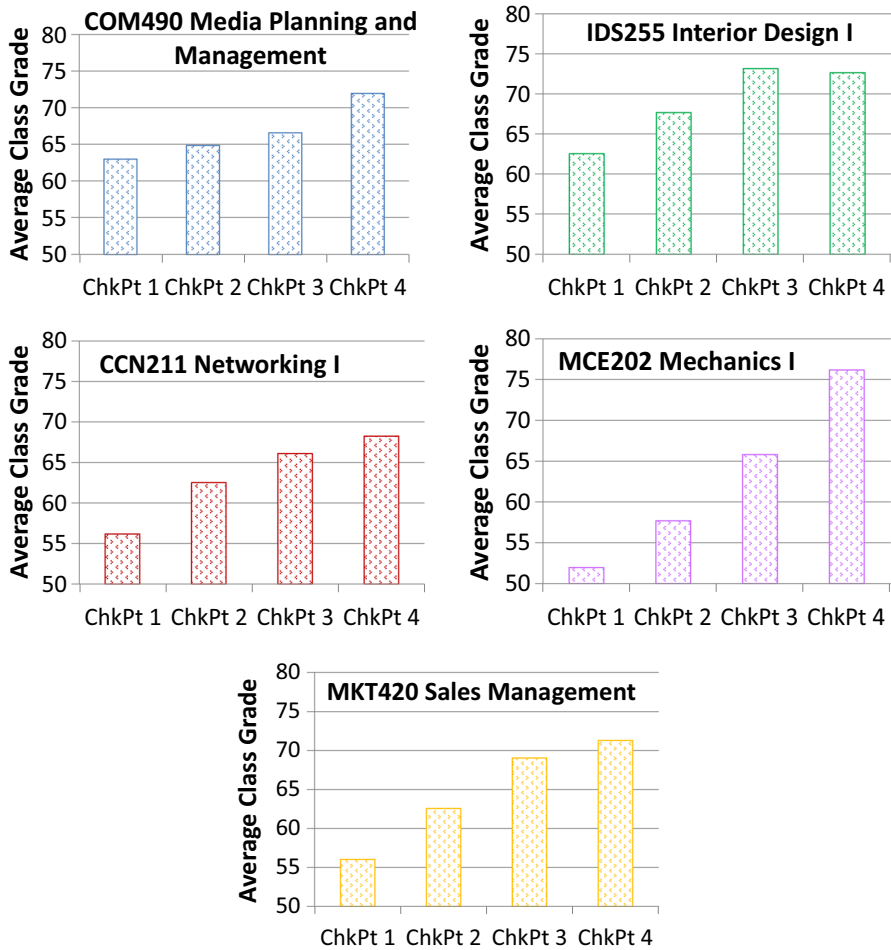 COM490 Media Planning and
Management
Average Class Grade
80
75
70
65
60
55
50
ChkPt 1 ChkPt 2 ChkPt 3 ChkPt 4
IDS255 Interior Design I
Average Class Grade
80
75
70
65
60
55
50
ChkPt 1 ChkPt 2 ChkPt 3 ChkPt 4
CCN211 Networking I
Average Class Grade
80
75
70
65
60
55
50
ChkPt 1 ChkPt 2 ChkPt 3 ChkPt 4
MCE202 Mechanics I
Average Class Grade
80
75
70
65
60
55
50
ChkPt 1 ChkPt 2 ChkPt 3 ChkPt 4
MKT420 Sales Management
Average Class Grade
80
75
70
65
60
55
50
ChkPt 1 ChkPt 2 ChkPt 3 ChkPt 4